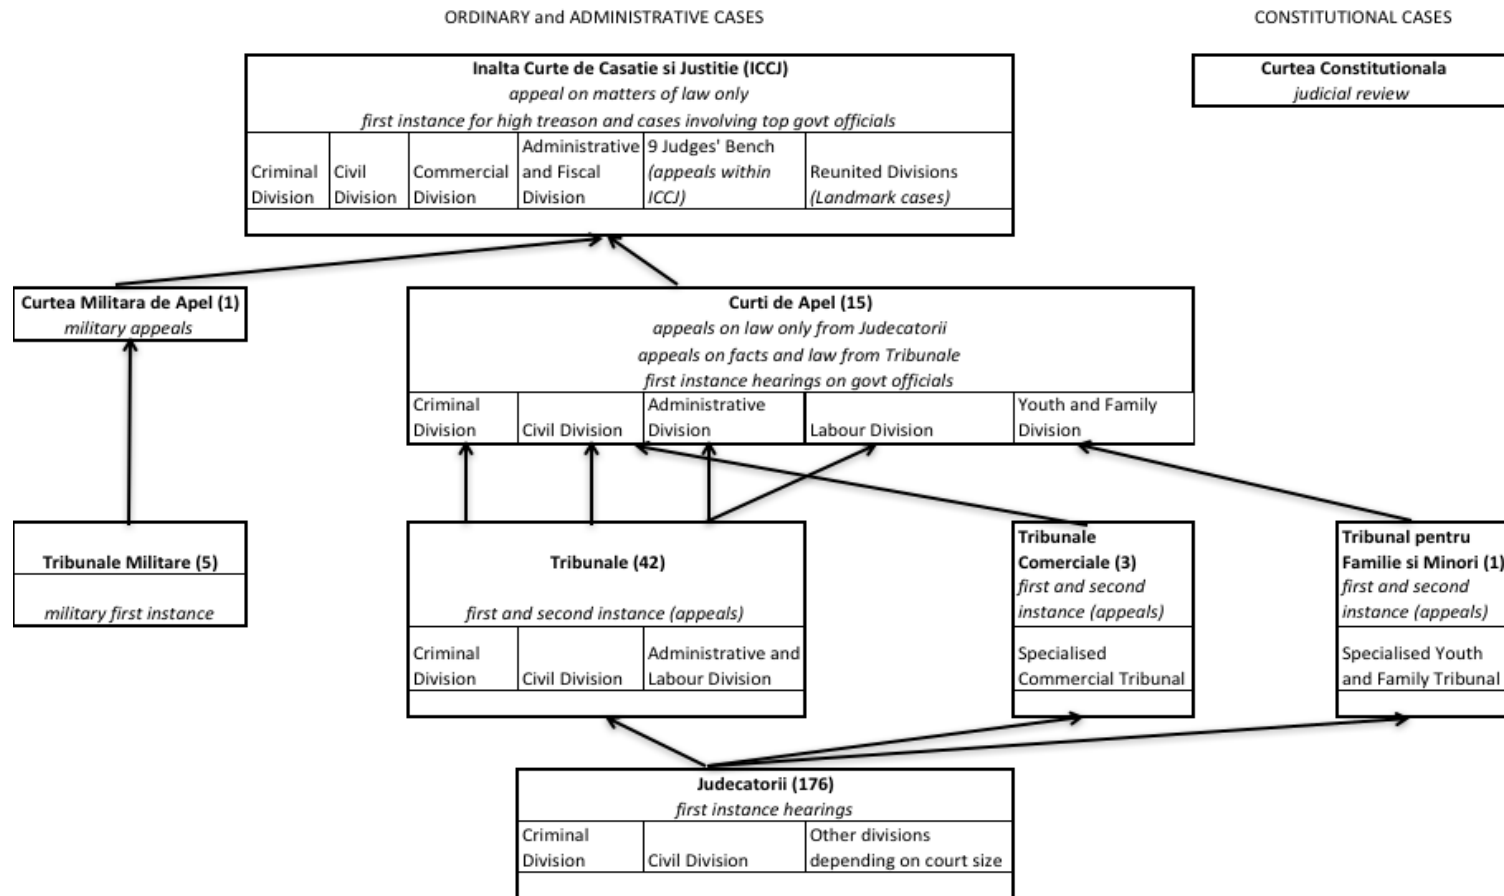 ORDINARY and ADMINISTRATIVE CASES
CONSTITUTIONAL CASES
Inalta Curte de Casatie si Justitie (ICCJ)
appeal on matters of law only
first instance for high treason and cases involving top govt officials
Criminal
Division
Civil
Division
Commercial
Division
Administrative
and Fiscal
Division
9 Judges' Bench
(appeals within
ICCJ)
Reunited Divisions
(Landmark cases)
Curtea Constitutionala
judicial review
Curtea Militara de Apel (1)
military appeals
Curti de Apel (15)
appeals on law only from Judecatorii
appeals on facts and law from Tribunale
first instance hearings on govt officials
Criminal
Division
Civil Division
Administrative
Division
Labour Division
Youth and Family
Division
Tribunale Militare (5)
military first instance
Tribunale (42)
first and second instance (appeals)
Criminal
Division
Civil Division
Administrative and
Labour Division
Tribunale
Comerciale (3)
first and second
instance (appeals)
Specialised
Commercial Tribunal
Tribunal pentru
Familie si Minori (1)
first and second
instance (appeals)
Specialised Youth
and Family Tribunal
Judecatorii (176)
first instance hearings
Criminal
Division
Civil Division
Other divisions
depending on court size